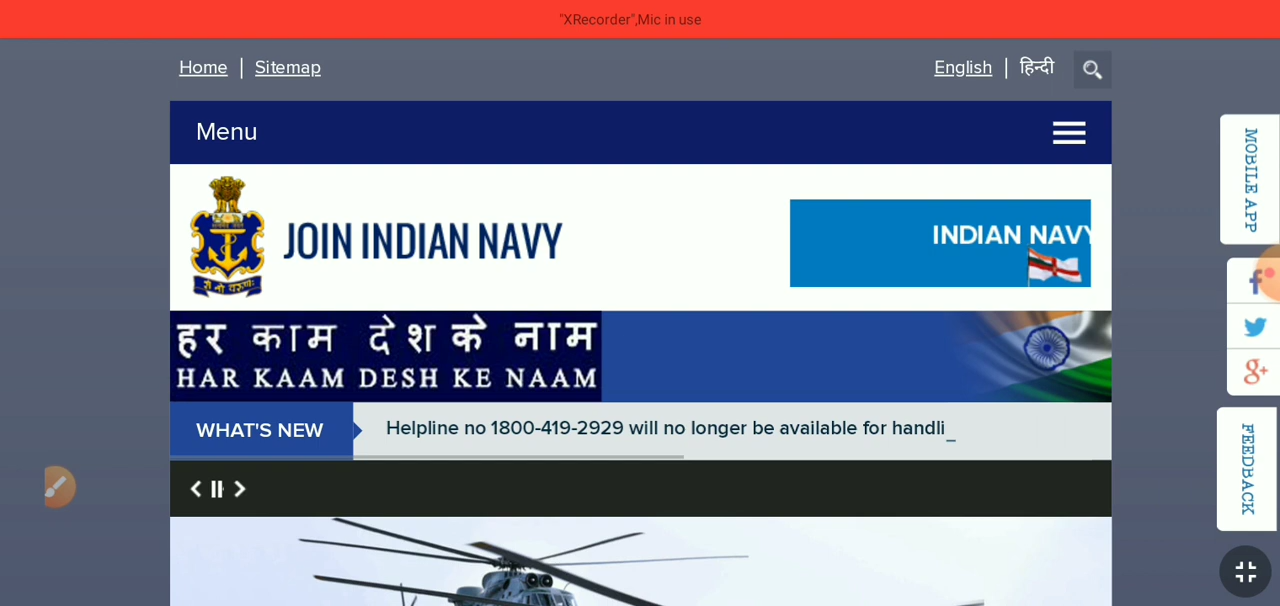 "XRecorder",Mic in use
Home | Sitemap
English | हिन्दी
Menu
MOBILE APP
JOIN INDIAN NAVY
INDIAN NAVY
हर काम देश के नाम
HAR KAAM DESH KE NAAM
WHAT'S NEW
Helpline no 1800-419-2929 will no longer be available for handli_
FEEDBACK